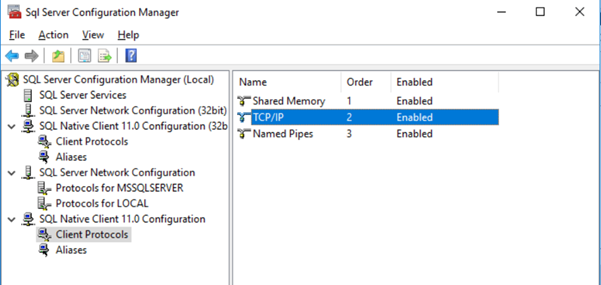 Sql Server Configuration Manager
File Action View Help
SQL Server Configuration Manager (Local)
SQL Server Services
SQL Server Network Configuration (32bit)
SQL Native Client 11.0 Configuration (32b
Client Protocols
Aliases
SQL Server Network Configuration
Protocols for MSSQLSERVER
Protocols for LOCAL
SQL Native Client 11.0 Configuration
Client Protocols
Aliases
Name Order Enabled
Shared Memory 1 Enabled
TCP/IP 2 Enabled
Named Pipes 3 Enabled